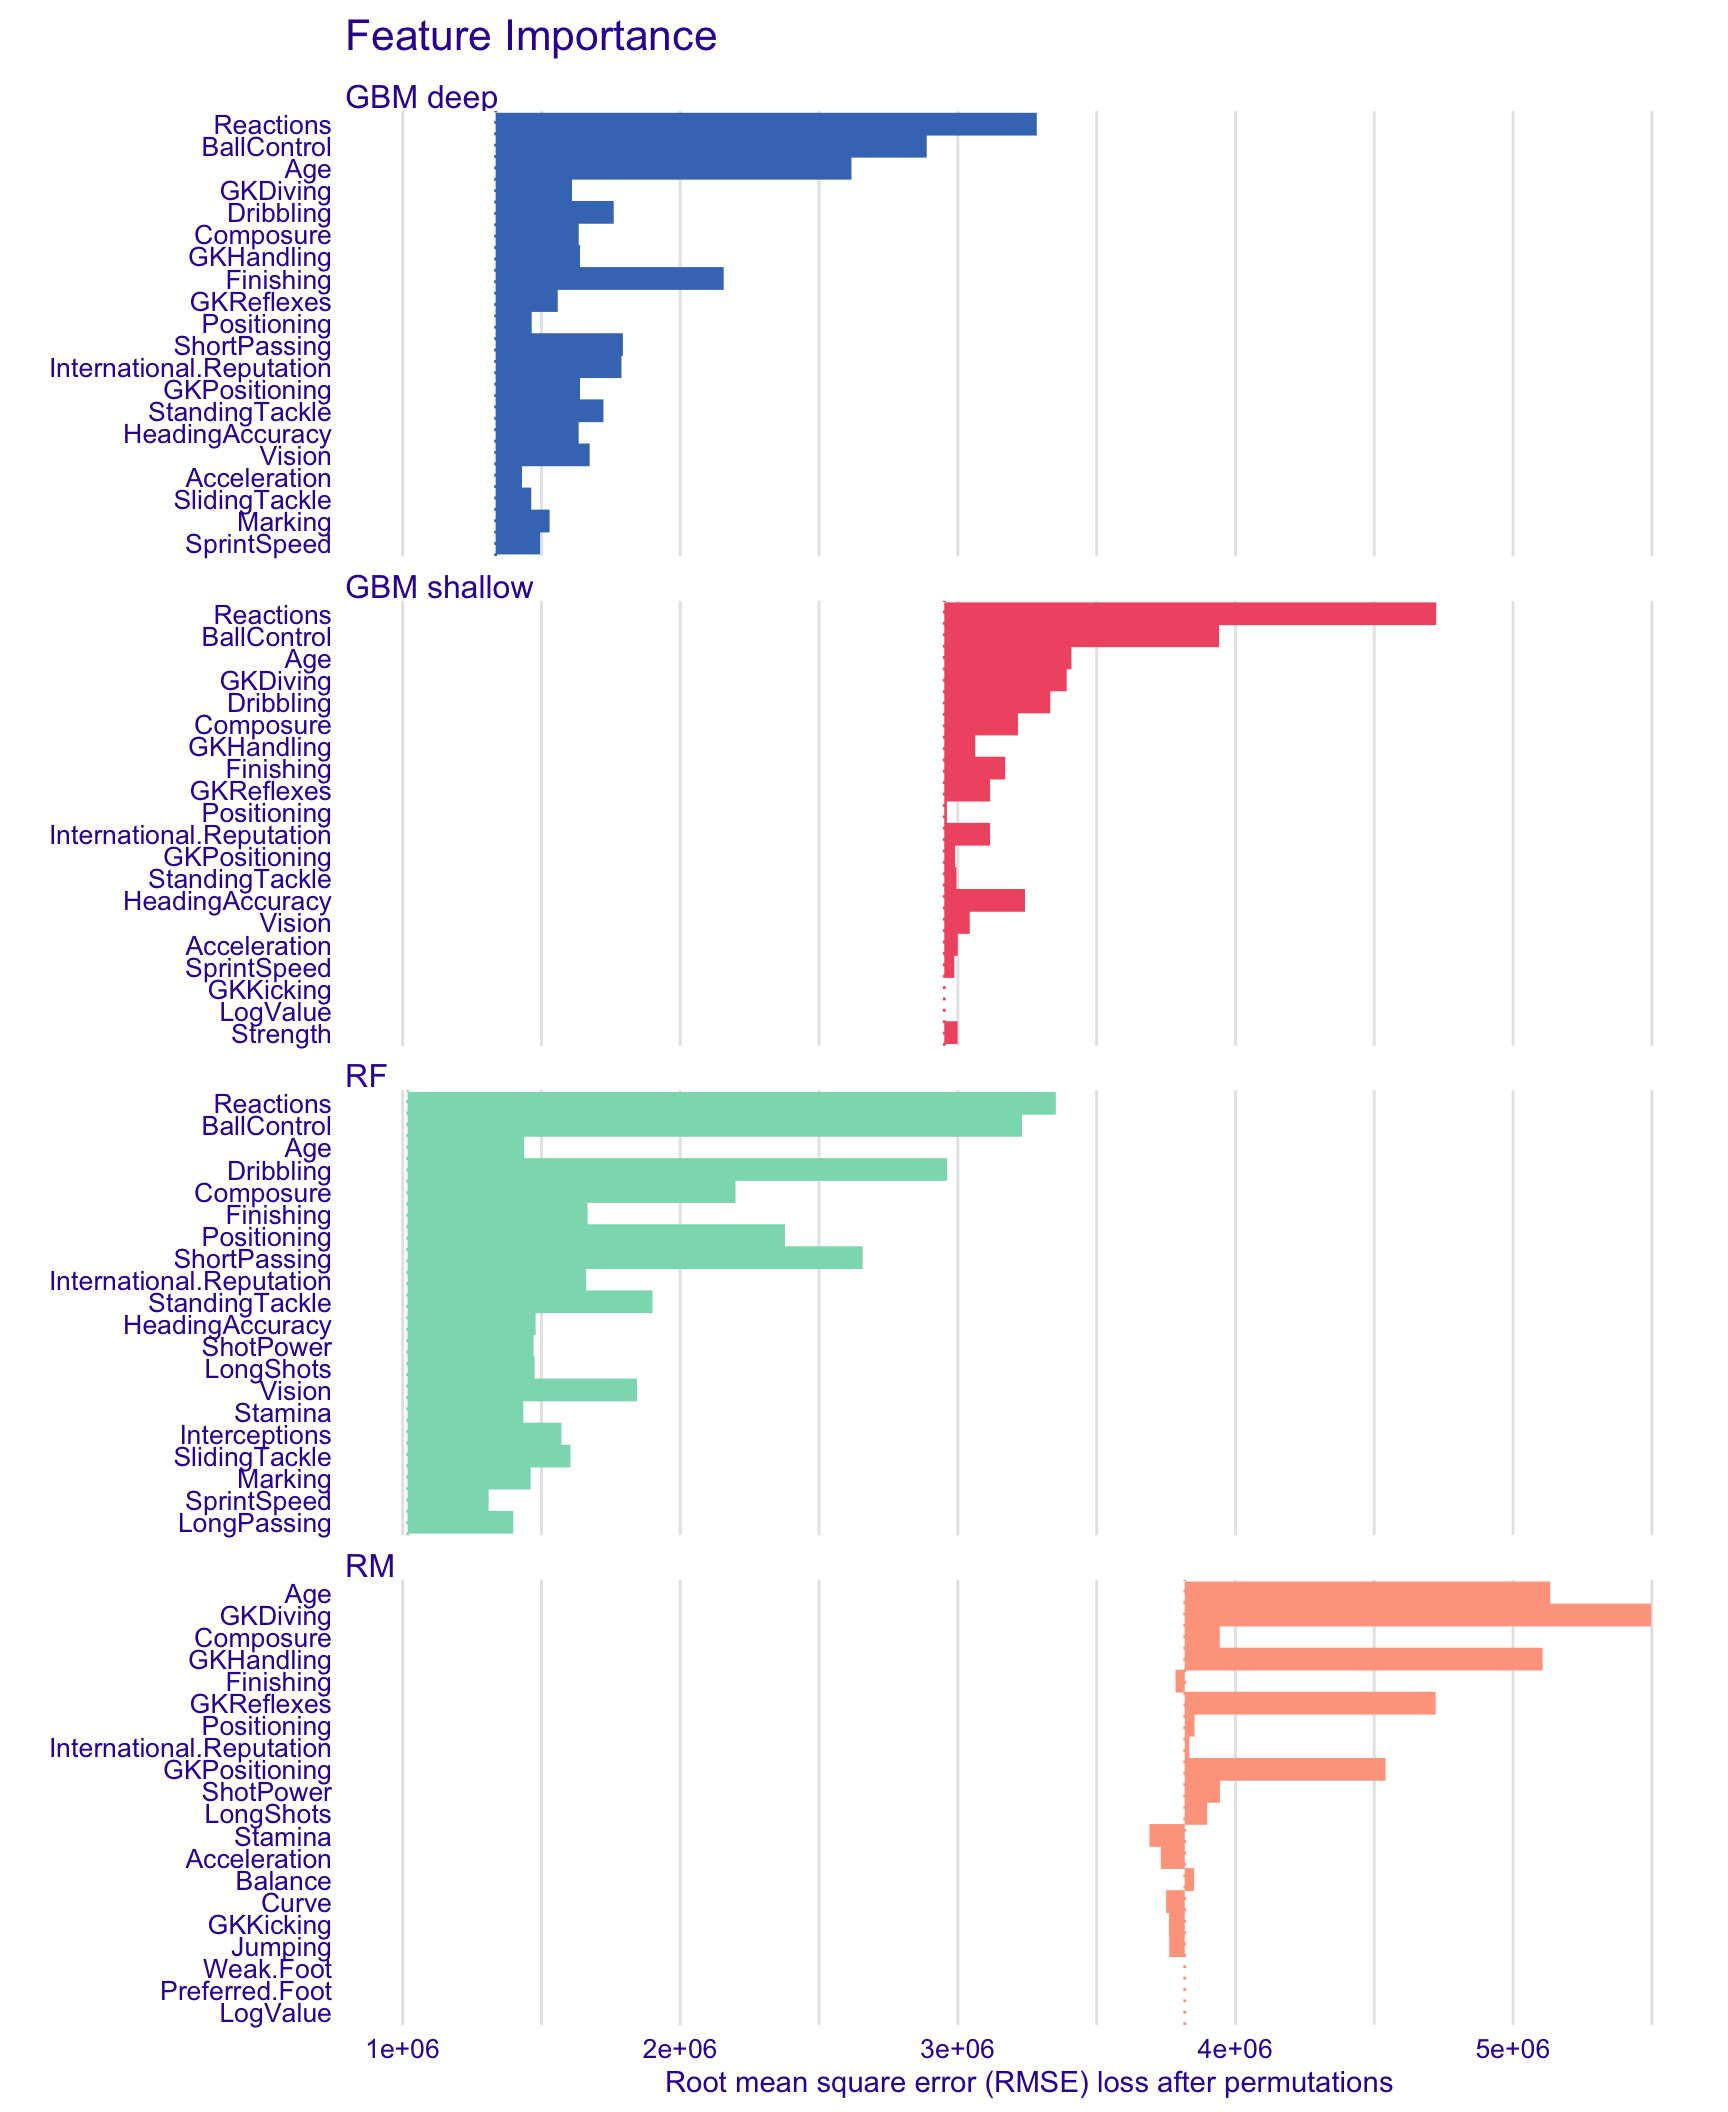 Feature Importance
GBM deep
Reactions
BallControl
Age
GKDiving
Dribbling
Composure
GKHandling
Finishing
GKReflexes
Positioning
ShortPassing
International.Reputation
GKPositioning
StandingTackle
HeadingAccuracy
Vision
Acceleration
SlidingTackle
Marking
SprintSpeed
GBM shallow
Reactions
BallControl
Age
GKDiving
Dribbling
Composure
GKHandling
Finishing
GKReflexes
Positioning
International.Reputation
GKPositioning
StandingTackle
HeadingAccuracy
Vision
Acceleration
SprintSpeed
GKKicking
LogValue
Strength
RF
Reactions
BallControl
Age
Dribbling
Composure
Finishing
Positioning
ShortPassing
International.Reputation
StandingTackle
HeadingAccuracy
ShotPower
LongShots
Vision
Stamina
Interceptions
SlidingTackle
Marking
SprintSpeed
LongPassing
RM
Age
GKDiving
Composure
GKHandling
Finishing
GKReflexes
Positioning
International.Reputation
GKPositioning
ShotPower
LongShots
Stamina
Acceleration
Balance
Curve
GKKicking
Jumping
Weak.Foot
Preferred.Foot
LogValue
1e+06 2e+06 3e+06 4e+06 5e+06
Root mean square error (RMSE) loss after permutations